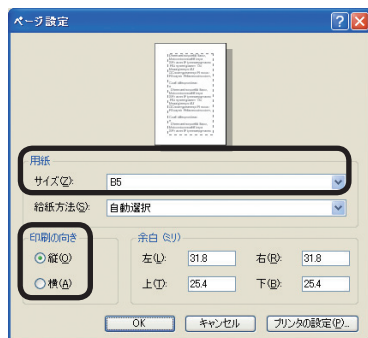 ページ設定
用紙
サイズ(Z): B5
給紙方法(S): 自動選択
印刷の向き 余白 (ミリ)
縦(O) 左(L): 31.8 右(R): 31.8
横(A) 上(T): 25.4 下(B): 25.4
OK キャンセル プリンタの設定(P)...